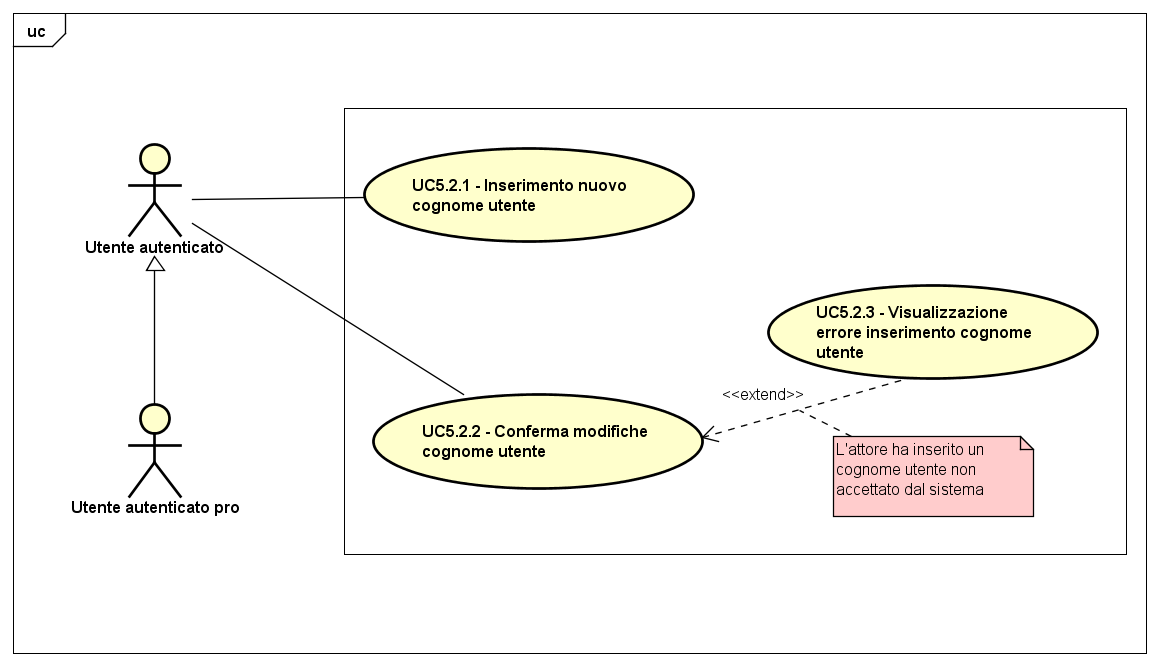 uc
UC5.2.1 - Inserimento nuovo
cognome utente
Utente autenticato
UC5.2.3 - Visualizzazione
errore inserimento cognome
utente
<<extend>>
UC5.2.2 - Conferma modifiche
cognome utente
L'attore ha inserito un
cognome utente non
accettato dal sistema
Utente autenticato pro